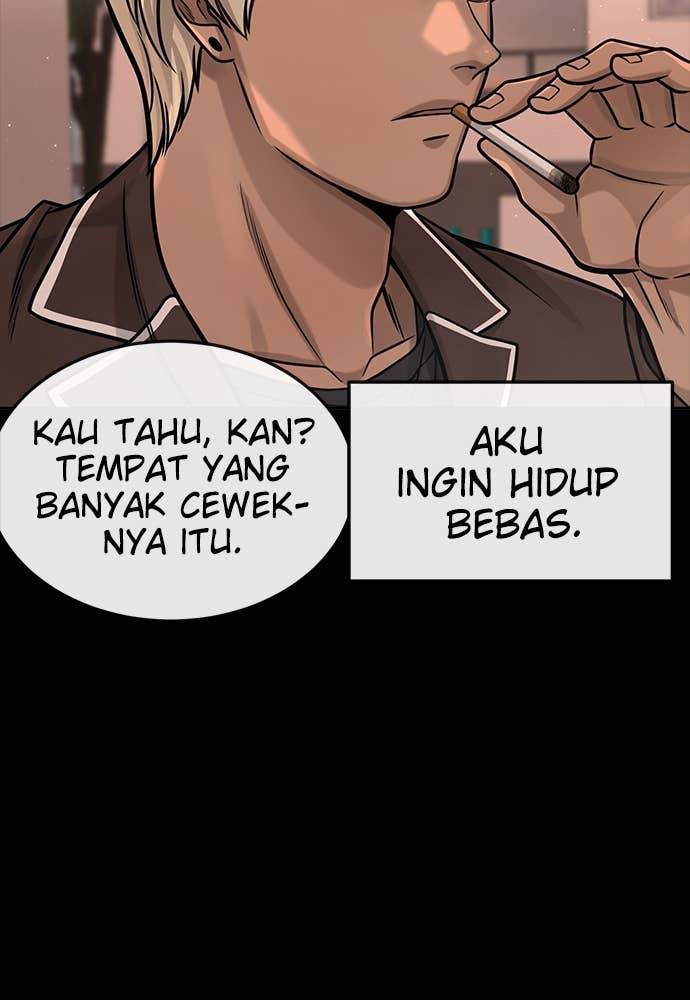 KAU TAHU, KAN?
TEMPAT YANG
BANYAK CEWEK-
NYA ITU.
AKU
INGIN HIDUP
BEBAS.